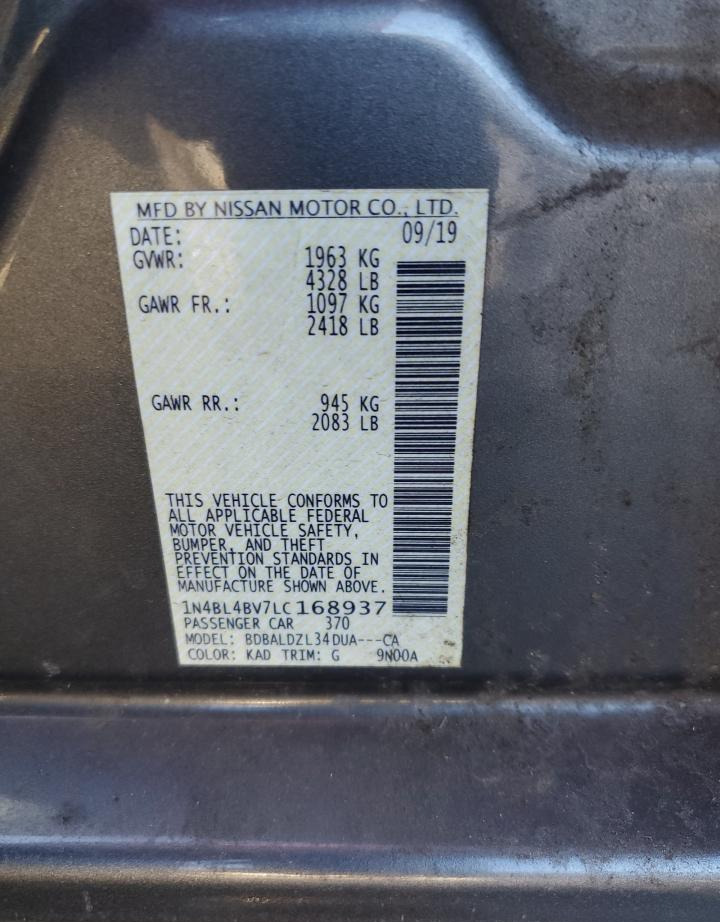 MFD BY NISSAN MOTOR CO., LTD.
DATE: 09/19
GVWR: 1963 KG
4328 LB
GAWR FR.: 1097 KG
2418 LB
GAWR RR.: 945 KG
2083 LB
THIS VEHICLE CONFORMS TO
ALL APPLICABLE FEDERAL
MOTOR VEHICLE SAFETY,
BUMPER, AND THEFT
PREVENTION STANDARDS IN
EFFECT ON THE DATE OF
MANUFACTURE SHOWN ABOVE.
1N4BL4BV7LC168937
PASSENGER CAR 370
MODEL: BDBALDZL34DUA---CA
COLOR: KAD TRIM: G 9N00A